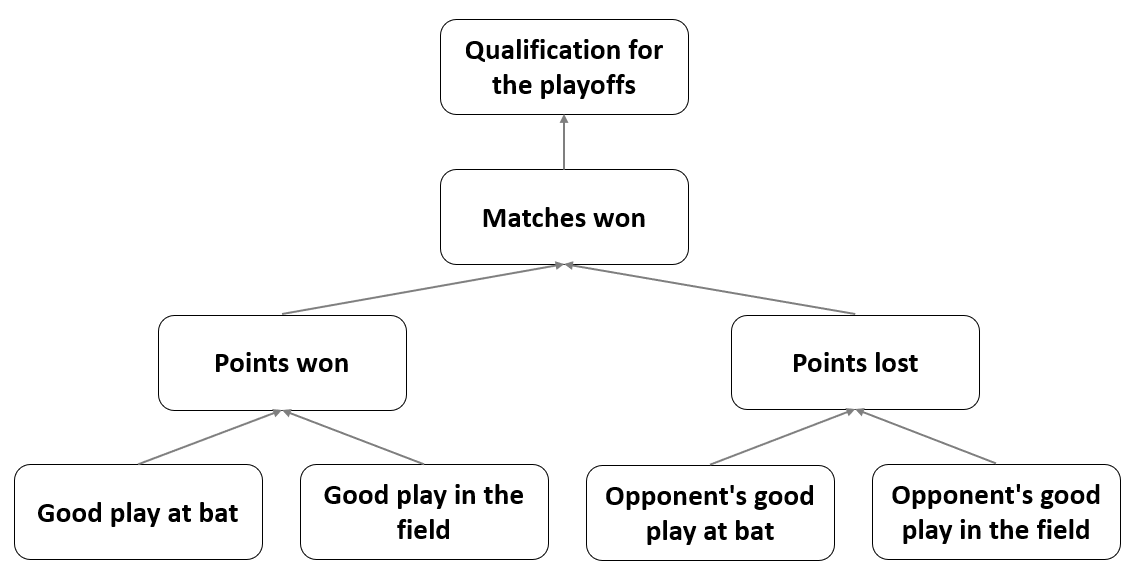 Qualification for
the playoffs
Matches won
Points won
Points lost
Good play at bat
Good play in the
field
Opponent's good
play at bat
Opponent's good
play in the field